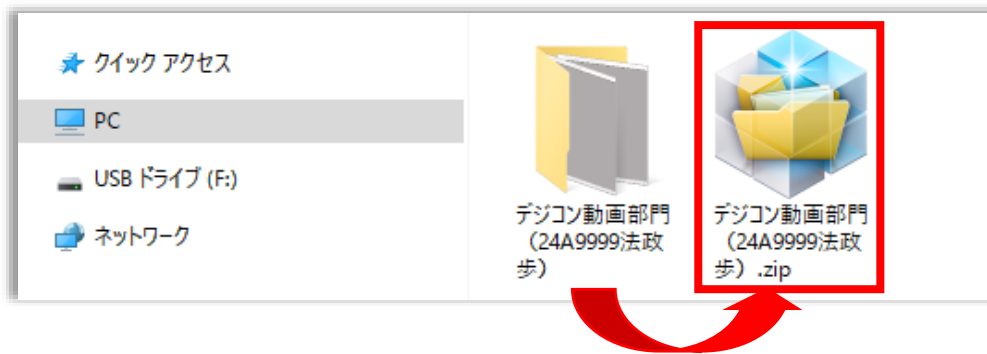 クイック アクセス
PC
USB ドライブ (F:)
ネットワーク
デジコン動画部門
（24A9999法政
歩）
デジコン動画部門
（24A9999法政
歩）.zip